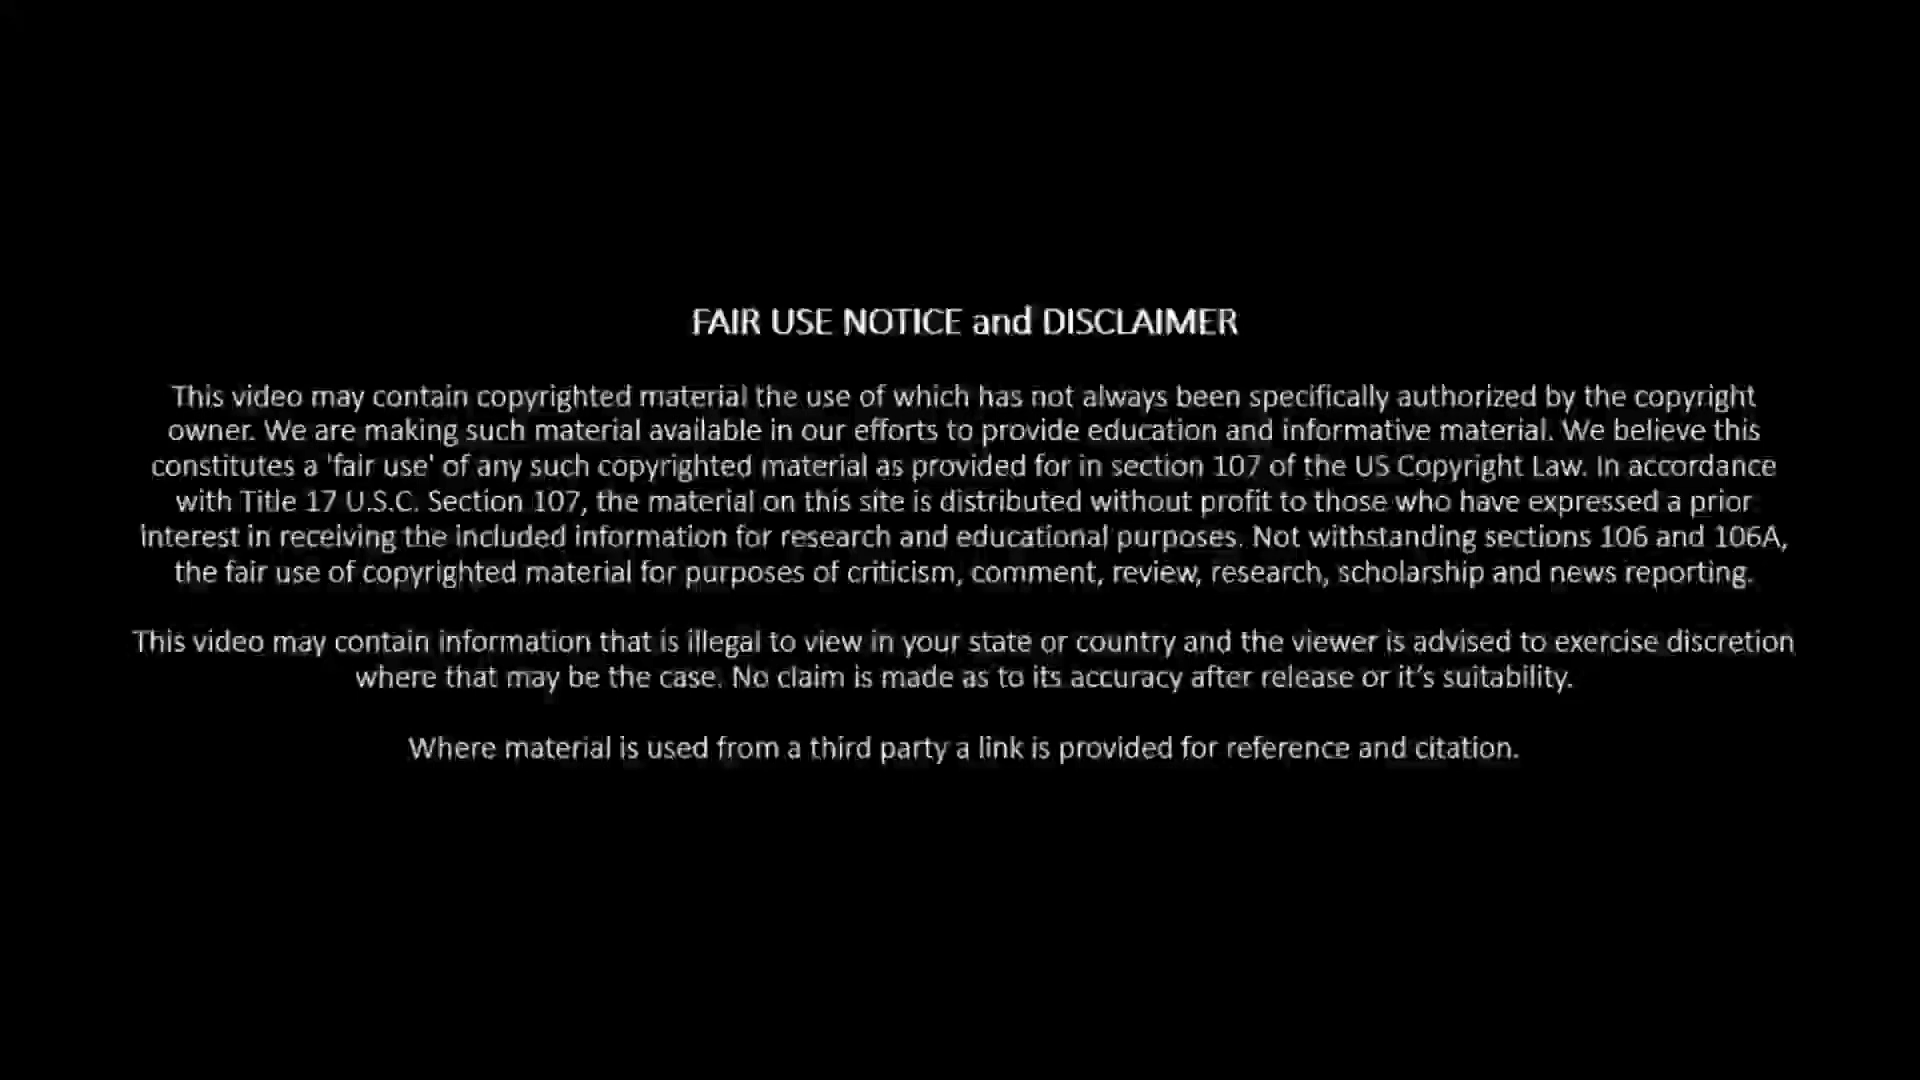 FAIR USE NOTICE and DISCLAIMER
This video may contain copyrighted material the use of which has not always been specifically authorized by the copyright
owner. We are making such material available in our efforts to provide education and informative material. We believe this
constitutes a 'fair use' of any such copyrighted material as provided for in section 107 of the US Copyright Law. In accordance
with Title 17 U.S.C. Section 107, the material on this site is distributed without profit to those who have expressed a prior
interest in receiving the included information for research and educational purposes. Not withstanding sections 106 and 106A,
the fair use of copyrighted material for purposes of criticism, comment, review, research, scholarship and news reporting.
This video may contain information that is illegal to view in your state or country and the viewer is advised to exercise discretion
where that may be the case. No claim is made as to its accuracy after release or it’s suitability.
Where material is used from a third party a link is provided for reference and citation.